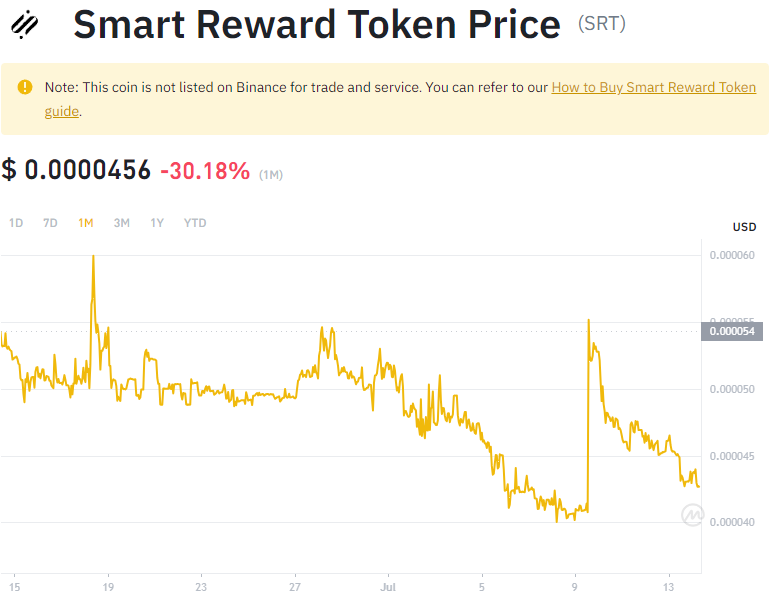 Smart Reward Token Price (SRT)
Note: This coin is not listed on Binance for trade and service. You can refer to our How to Buy Smart Reward Token
guide.
$ 0.0000456 -30.18% (1M)
1D 7D 1M 3M 1Y YTD
USD
0.000060
0.000055
0.000054
0.000050
0.000045
0.000040
15 19 23 27 Jul 5 9 13